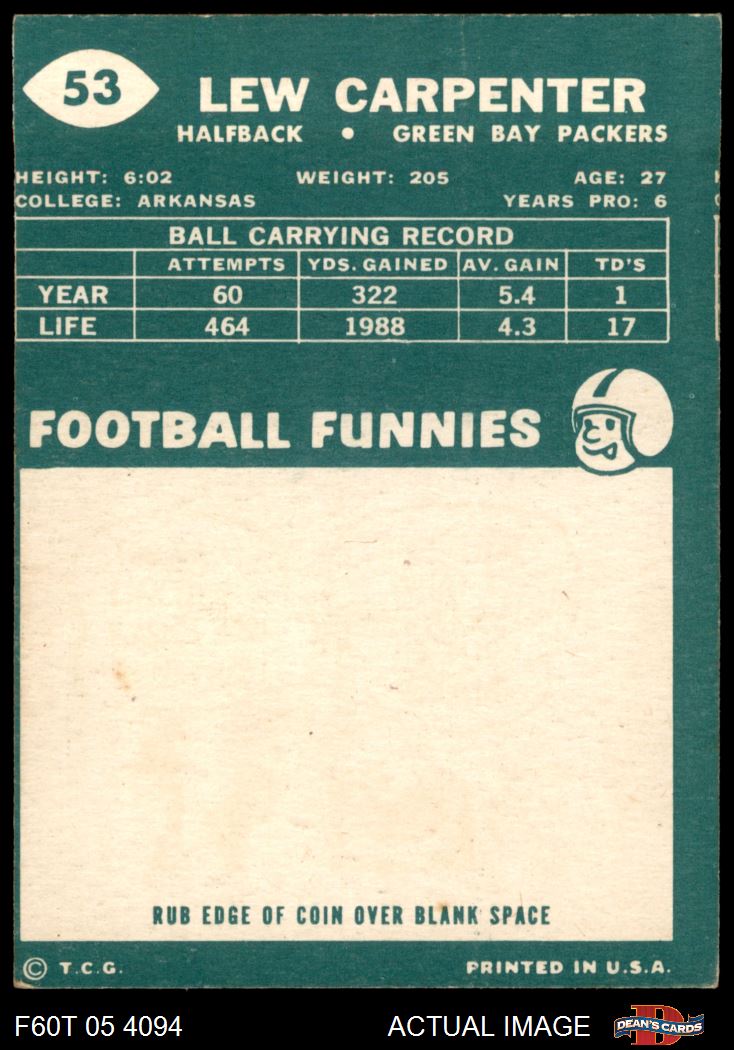 53
LEW CARPENTER
HALFBACK • GREEN BAY PACKERS
HEIGHT: 6:02 WEIGHT: 205 AGE: 27
COLLEGE: ARKANSAS YEARS PRO: 6
BALL CARRYING RECORD
ATTEMPTS YDS. GAINED AV. GAIN TD'S
YEAR 60 322 5.4 1
LIFE 464 1988 4.3 17
FOOTBALL FUNNIES
RUB EDGE OF COIN OVER BLANK SPACE
© T.C.G. PRINTED IN U.S.A.
F60T 05 4094 ACTUAL IMAGE D DEAN'S CARDS